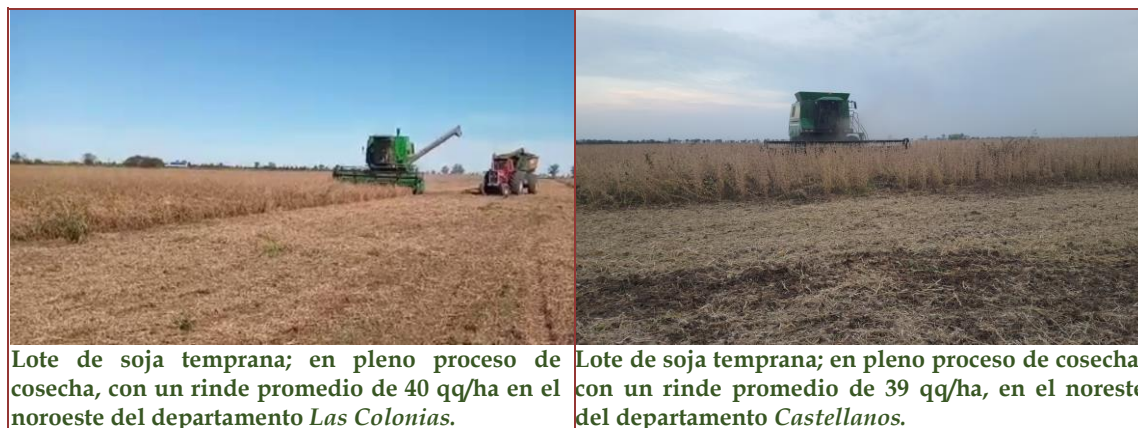 Lote de soja temprana; en pleno proceso de
cosecha, con un rinde promedio de 40 qq/ha en el
noroeste del departamento Las Colonias.
Lote de soja temprana; en pleno proceso de cosecha
con un rinde promedio de 39 qq/ha, en el noreste
del departamento Castellanos.